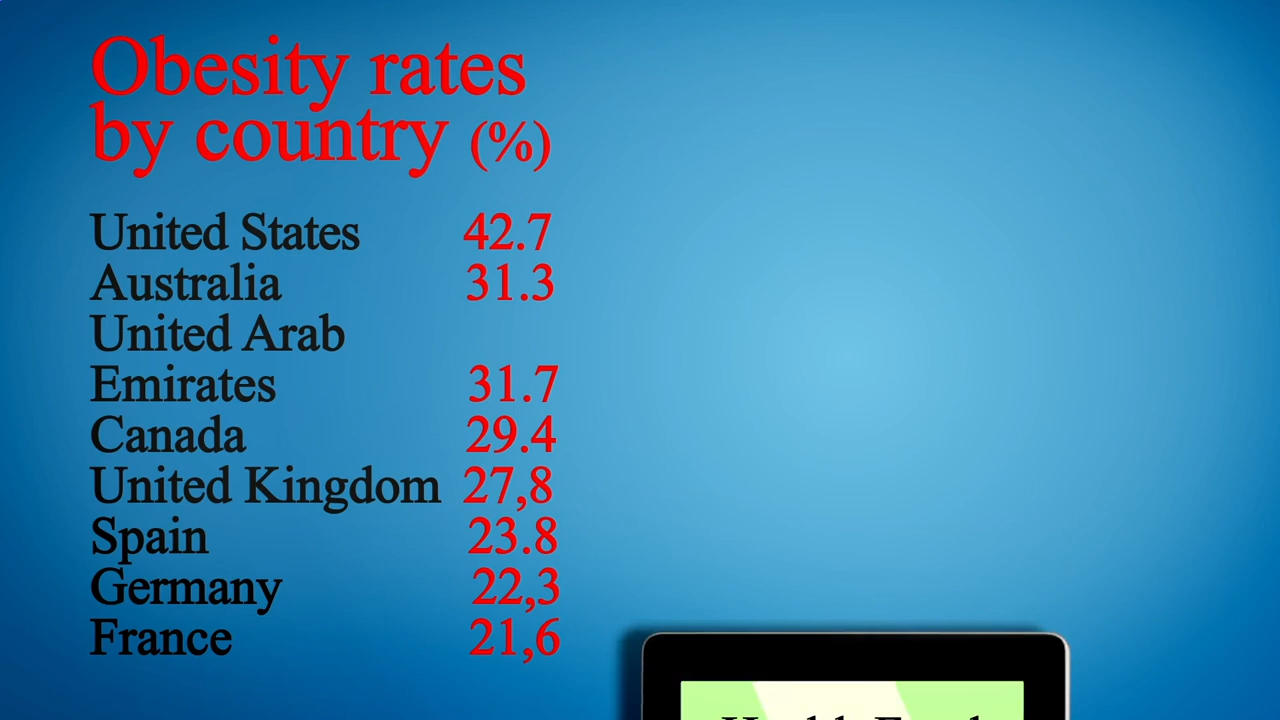 Obesity rates
by country (%)
United States 42.7
Australia 31.3
United Arab
Emirates 31.7
Canada 29.4
United Kingdom 27,8
Spain 23.8
Germany 22,3
France 21,6